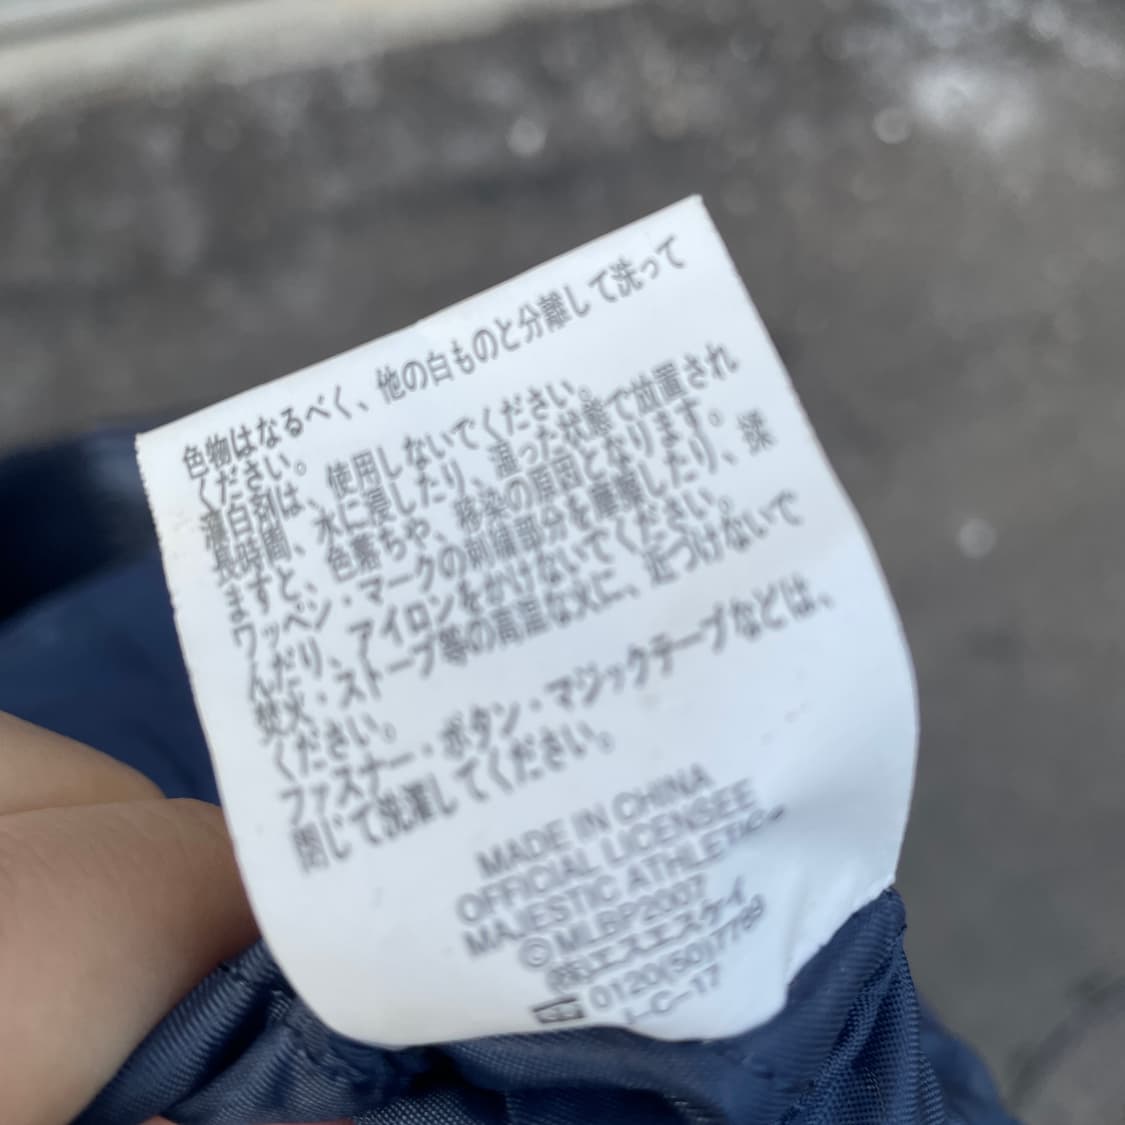 色物はなるべく、他の白ものと分離して洗って
ください。
漂白剤は、使用しないでください。
長時間、水に浸したり、湿った状態で放置され
ますと、色落ちや、移染の原因となります。
ワッペン・マークの刺繍部分を摩擦したり、揉
んだり、アイロンをかけないでください。
焚火・ストーブ等の高温な火に、近づけないで
ください。
ファスナー・ボタン・マジックテープなどは、
閉じて洗濯してください。
MADE IN CHINA
OFFICIAL LICENSEE
MAJESTIC ATHLETIC
©MLBP2007
㈱エスエスケイ
0120(50)7799
C-17